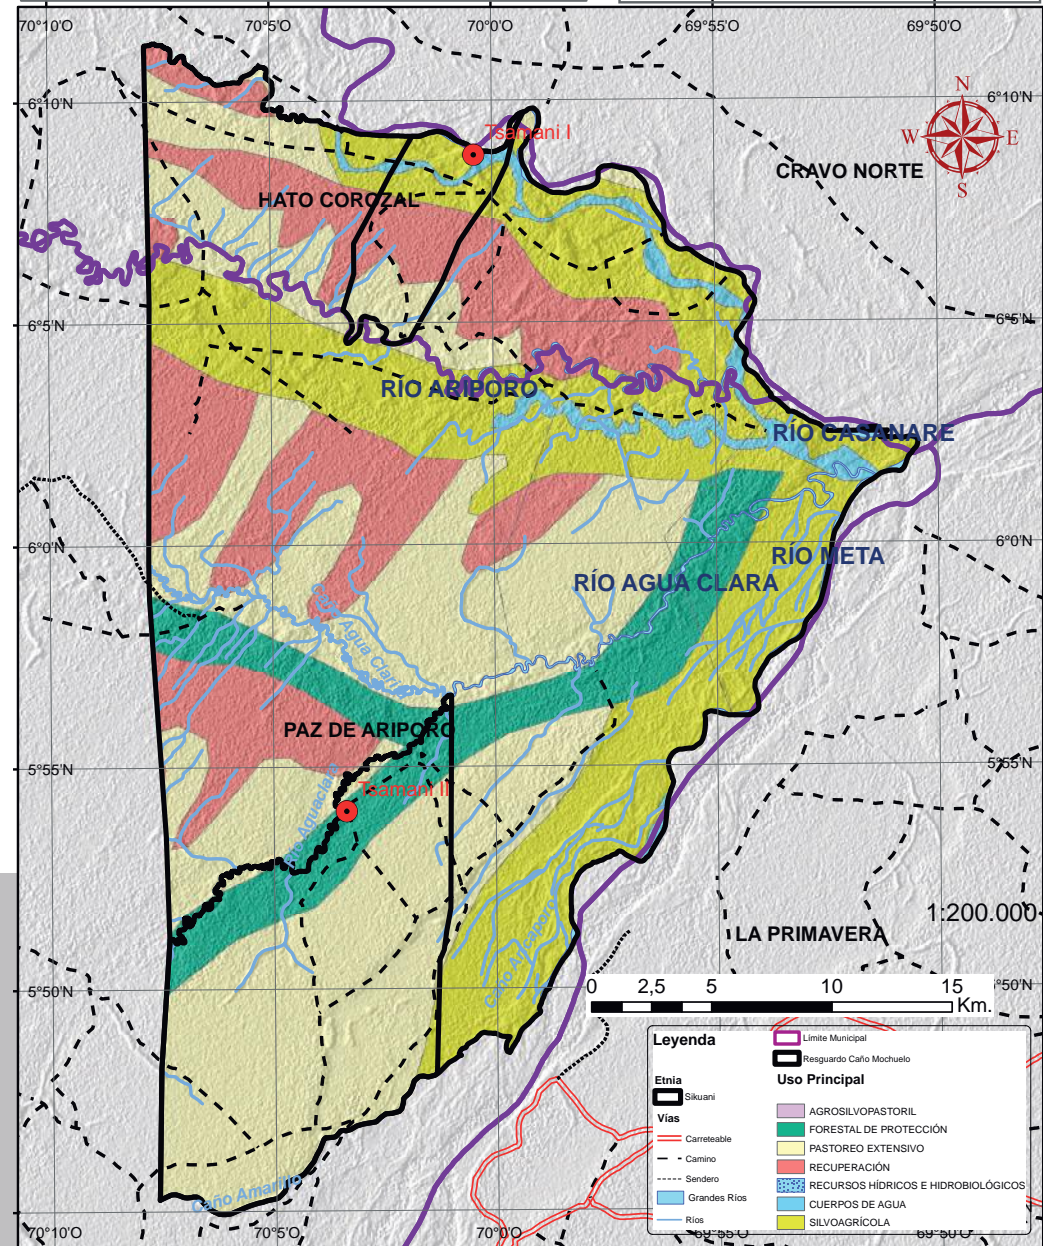 70°10'O 70°5'O 70°0'O 69°55'O 69°50'O
6°10'N 6°10'N
N
W E
S
Tsamani I
CRAVO NORTE
HATO COROZAL
6°5'N 6°5'N
RÍO ARIPORO
RÍO CASANARE
6°0'N 6°0'N
RÍO META
RÍO AGUA CLARA
Caño Agua Clarita
PAZ DE ARIPORO
5°55'N 5°55'N
Tsamani II
Caño Aguaclara
1:200.000
LA PRIMAVERA
Caño Aricaporo
5°50'N 5°50'N
0 2,5 5 10 15
Km.
Leyenda
Etnia
Sikuani
Vías
Carreteable
Camino
Sendero
Grandes Ríos
Ríos
Límite Municipal
Resguardo Caño Mochuelo
Uso Principal
AGROSILVOPASTORIL
FORESTAL DE PROTECCIÓN
PASTOREO EXTENSIVO
RECUPERACIÓN
RECURSOS HÍDRICOS E HIDROBIOLÓGICOS
CUERPOS DE AGUA
SILVOAGRÍCOLA
Caño Amarillo
70°10'O 70°5'O 70°0'O 69°55'O 69°50'O